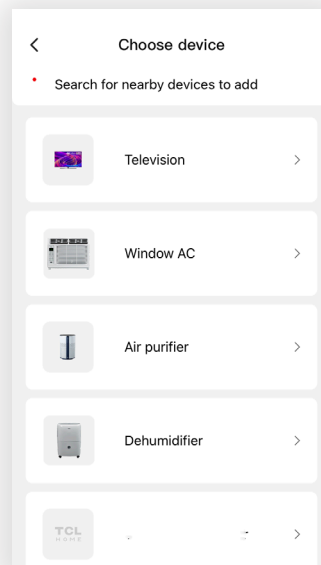 Choose device
Search for nearby devices to add
Television
Window AC
Air purifier
Dehumidifier
TCL
HOME